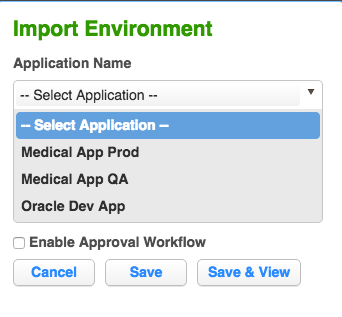 Import Environment
Application Name
-- Select Application --
-- Select Application --
Medical App Prod
Medical App QA
Oracle Dev App
Enable Approval Workflow
Cancel Save Save & View